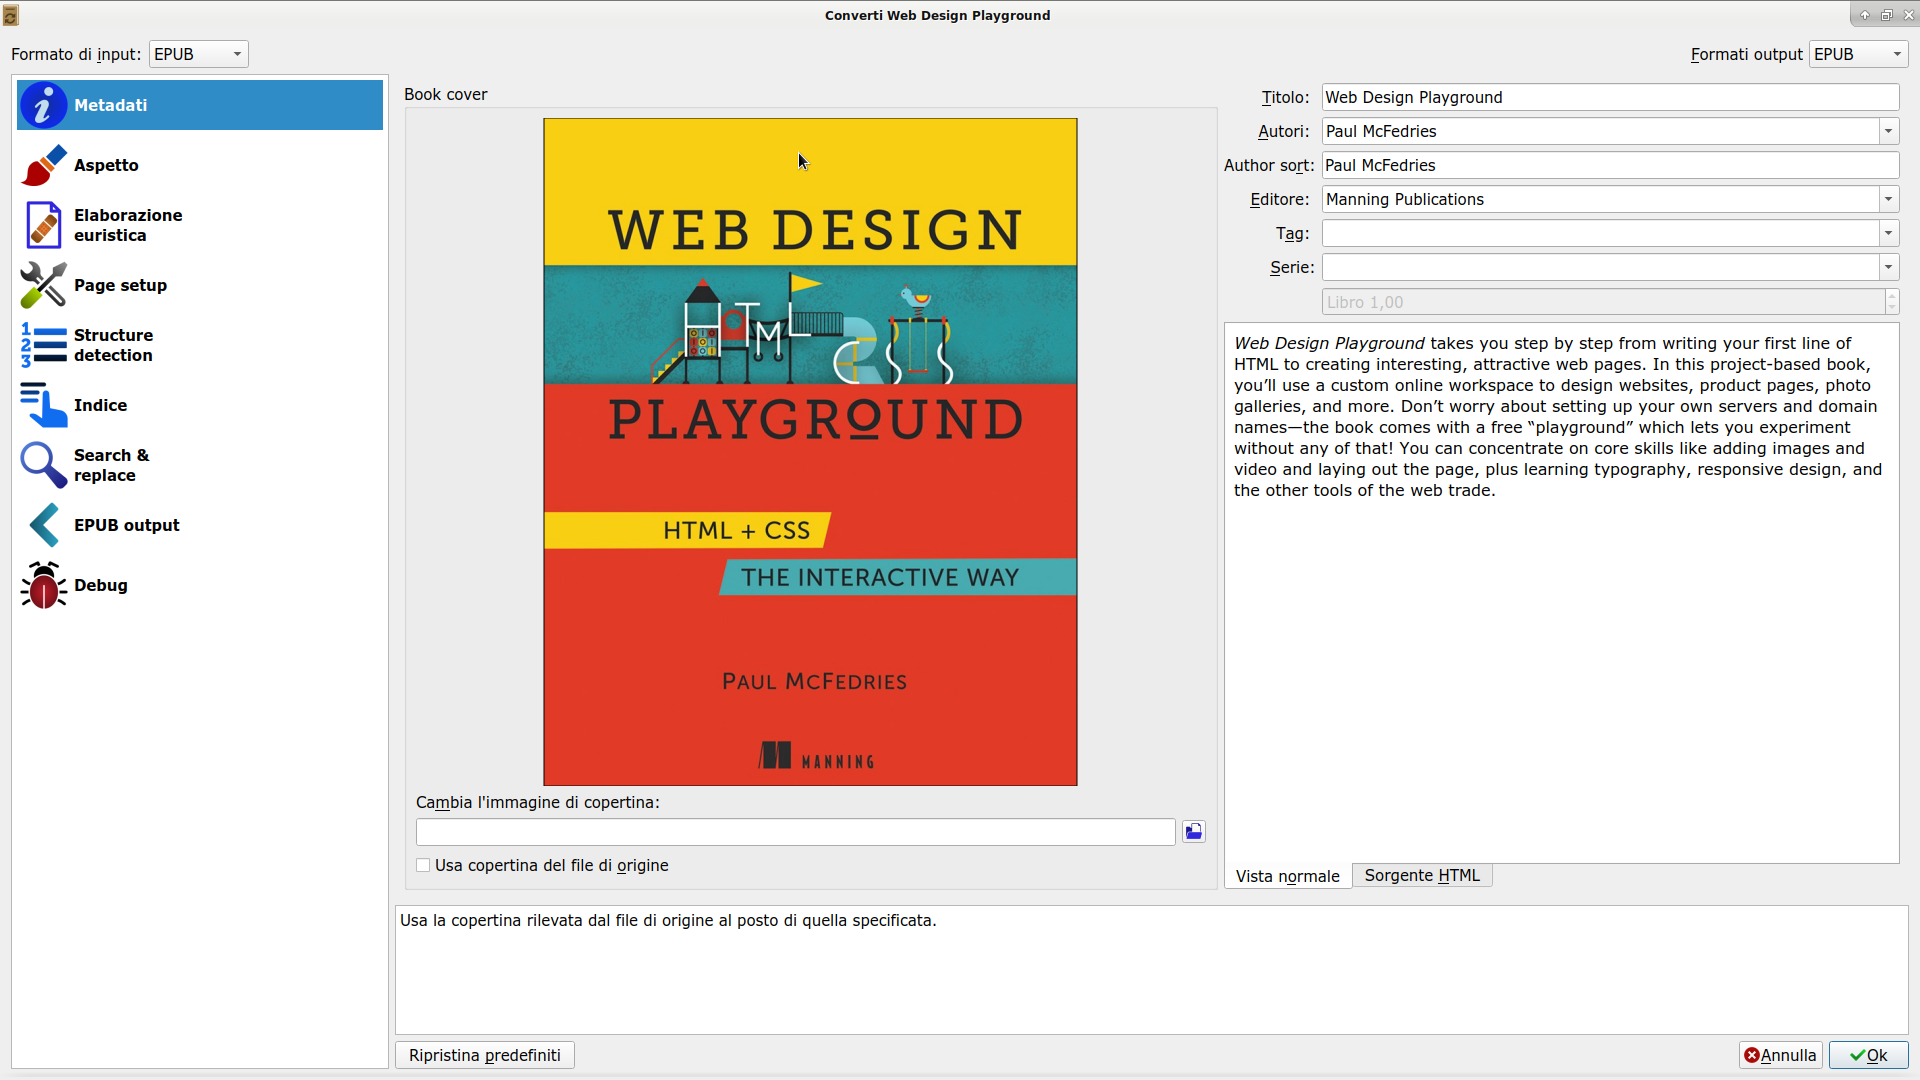 Converti Web Design Playground
Formato di input: EPUB
Formati output EPUB
Metadati
Aspetto
Elaborazione
euristica
Page setup
Structure
detection
Indice
Search &
replace
EPUB output
Debug
Book cover
WEB DESIGN
HTML
PLAYGROUND
HTML + CSS
THE INTERACTIVE WAY
PAUL MCFEDRIES
MANNING
Cambia l'immagine di copertina:
Usa copertina del file di origine
Titolo: Web Design Playground
Autori: Paul McFedries
Author sort: Paul McFedries
Editore: Manning Publications
Tag:
Serie:
Libro 1,00
Web Design Playground takes you step by step from writing your first line of
HTML to creating interesting, attractive web pages. In this project-based book,
you’ll use a custom online workspace to design websites, product pages, photo
galleries, and more. Don’t worry about setting up your own servers and domain
names—the book comes with a free “playground” which lets you experiment
without any of that! You can concentrate on core skills like adding images and
video and laying out the page, plus learning typography, responsive design, and
the other tools of the web trade.
Vista normale
Sorgente HTML
Usa la copertina rilevata dal file di origine al posto di quella specificata.
Ripristina predefiniti
Annulla
Ok